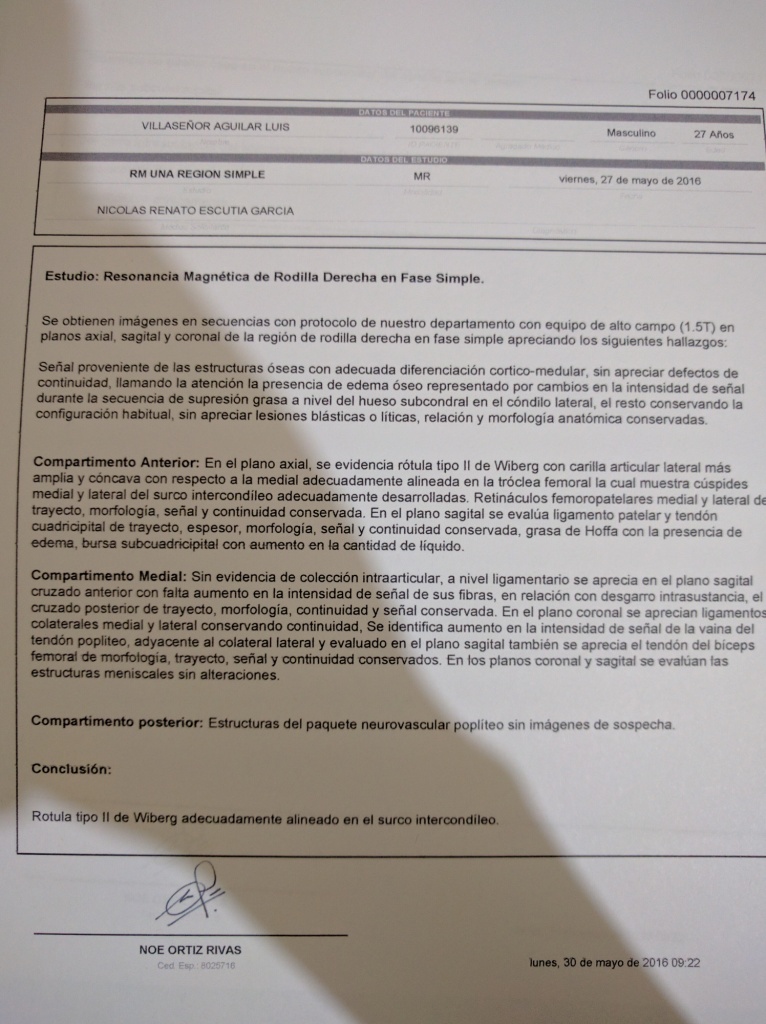 Folio 0000007174
DATOS DEL PACIENTE
VILLASEÑOR AGUILAR LUIS 10096139 Masculino 27 Años
DATOS DEL ESTUDIO
RM UNA REGION SIMPLE MR viernes, 27 de mayo de 2016
NICOLAS RENATO ESCUTIA GARCIA
Estudio: Resonancia Magnética de Rodilla Derecha en Fase Simple.
Se obtienen imágenes en secuencias con protocolo de nuestro departamento con equipo de alto campo (1.5T) en
planos axial, sagital y coronal de la región de rodilla derecha en fase simple apreciando los siguientes hallazgos:
Señal proveniente de las estructuras óseas con adecuada diferenciación cortico-medular, sin apreciar defectos de
continuidad, llamando la atención la presencia de edema óseo representado por cambios en la intensidad de señal
durante la secuencia de supresión grasa a nivel del hueso subcondral en el cóndilo lateral, el resto conservando la
configuración habitual, sin apreciar lesiones blásticas o líticas, relación y morfología anatómica conservadas.
Compartimento Anterior: En el plano axial, se evidencia rótula tipo II de Wiberg con carilla articular lateral más
amplia y cóncava con respecto a la medial adecuadamente alineada en la tróclea femoral la cual muestra cúspides
medial y lateral del surco intercondíleo adecuadamente desarrolladas. Retináculos femoropatelares medial y lateral de
trayecto, morfología, señal y continuidad conservada. En el plano sagital se evalúa ligamento patelar y tendón
cuadricipital de trayecto, espesor, morfología, señal y continuidad conservada, grasa de Hoffa con la presencia de
edema, bursa subcuadricipital con aumento en la cantidad de líquido.
Compartimento Medial: Sin evidencia de colección intraarticular, a nivel ligamentario se aprecia en el plano sagital
cruzado anterior con falta aumento en la intensidad de señal de sus fibras, en relación con desgarro intrasustancia, el
cruzado posterior de trayecto, morfología, continuidad y señal conservada. En el plano coronal se aprecian ligamentos
colaterales medial y lateral conservando continuidad, Se identifica aumento en la intensidad de señal de la vaina del
tendón popliteo, adyacente al colateral lateral y evaluado en el plano sagital también se aprecia el tendón del bíceps
femoral de morfología, trayecto, señal y continuidad conservados. En los planos coronal y sagital se evalúan las
estructuras meniscales sin alteraciones.
Compartimento posterior: Estructuras del paquete neurovascular poplíteo sin imágenes de sospecha.
Conclusión:
Rotula tipo II de Wiberg adecuadamente alineado en el surco intercondíleo.
NOE ORTIZ RIVAS
Ced. Esp.: 8025716
lunes, 30 de mayo de 2016 09:22